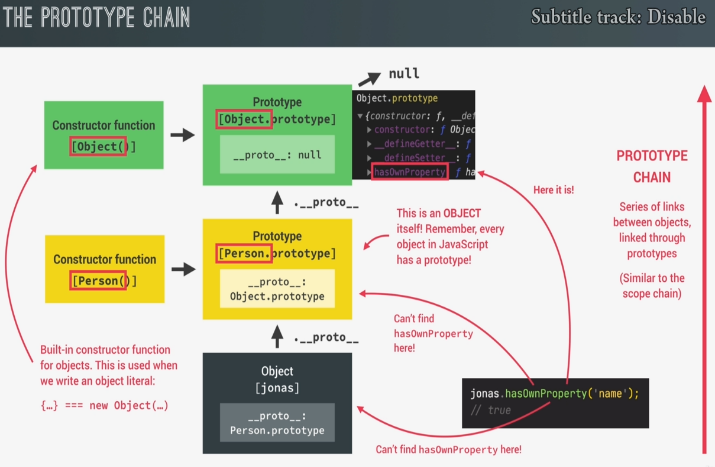 THE PROTOTYPE CHAIN
Subtitle track: Disable
null
Prototype
[Object.prototype]
__proto__: null
Constructor function
[Object()]
Object.prototype
{constructor: ƒ, __def
constructor: ƒ Objec
__defineGetter__: ƒ
__defineSetter__: ƒ
hasOwnProperty ƒ ha
.__proto__
Here it is!
PROTOTYPE
CHAIN
Series of links
between objects,
linked through
prototypes
(Similar to the
scope chain)
Prototype
[Person.prototype]
__proto__:
Object.prototype
Constructor function
[Person()]
This is an OBJECT
itself! Remember, every
object in JavaScript
has a prototype!
Can't find
hasOwnProperty
here!
.__proto__
Built-in constructor function
for objects. This is used when
we write an object literal:
{…} === new Object(…)
Object
[jonas]
__proto__:
Person.prototype
jonas.hasOwnProperty('name');
// true
Can't find hasOwnProperty here!